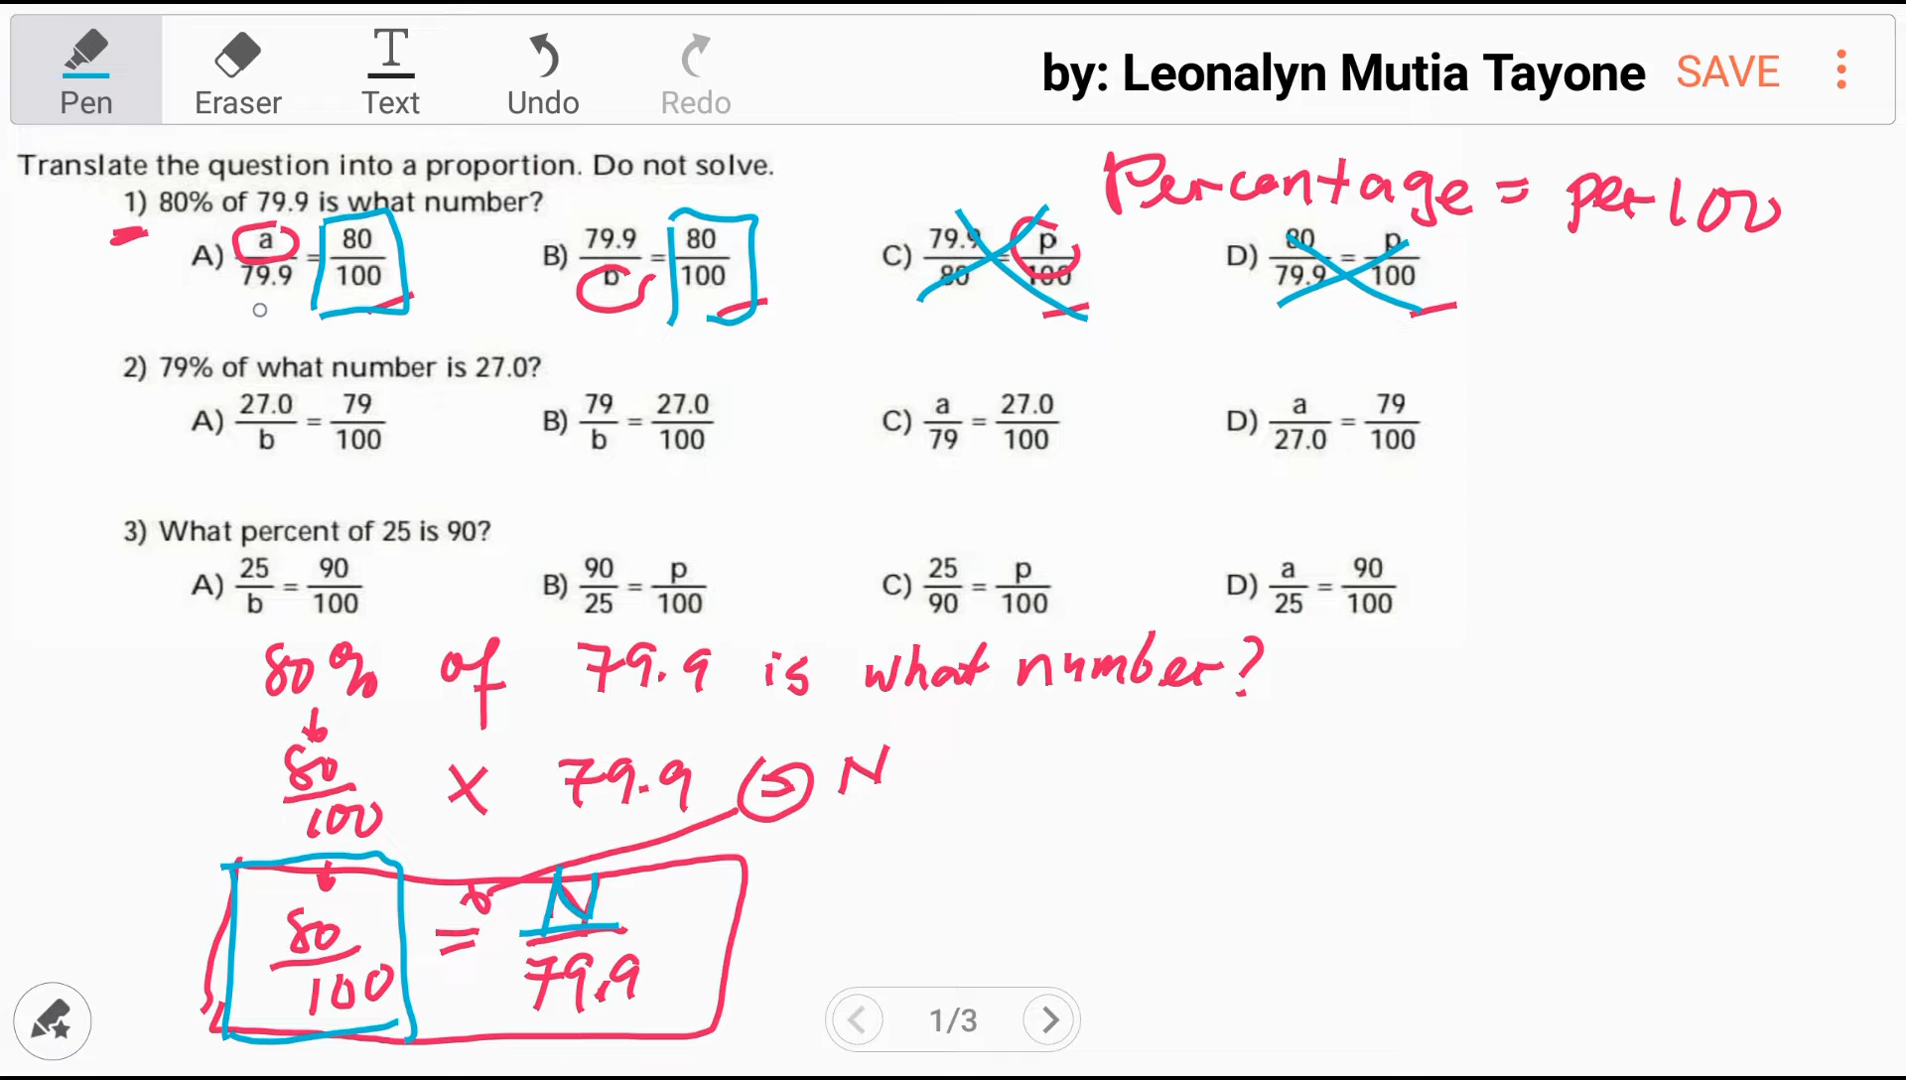 Pen Eraser Text Undo Redo by: Leonalyn Mutia Tayone SAVE
Translate the question into a proportion. Do not solve.
Percentage = per 100
1) 80% of 79.9 is what number?
A) a/79.9 = 80/100 B) 79.9/b = 80/100 C) 79.9/80 = p/100 D) 80/79.9 = p/100
2) 79% of what number is 27.0?
A) 27.0/b = 79/100 B) 79/b = 27.0/100 C) a/79 = 27.0/100 D) a/27.0 = 79/100
3) What percent of 25 is 90?
A) 25/b = 90/100 B) 90/25 = p/100 C) 25/90 = p/100 D) a/25 = 90/100
80% of 79.9 is what number?
80/100 x 79.9 = N
80/100 = N/79.9
1/3